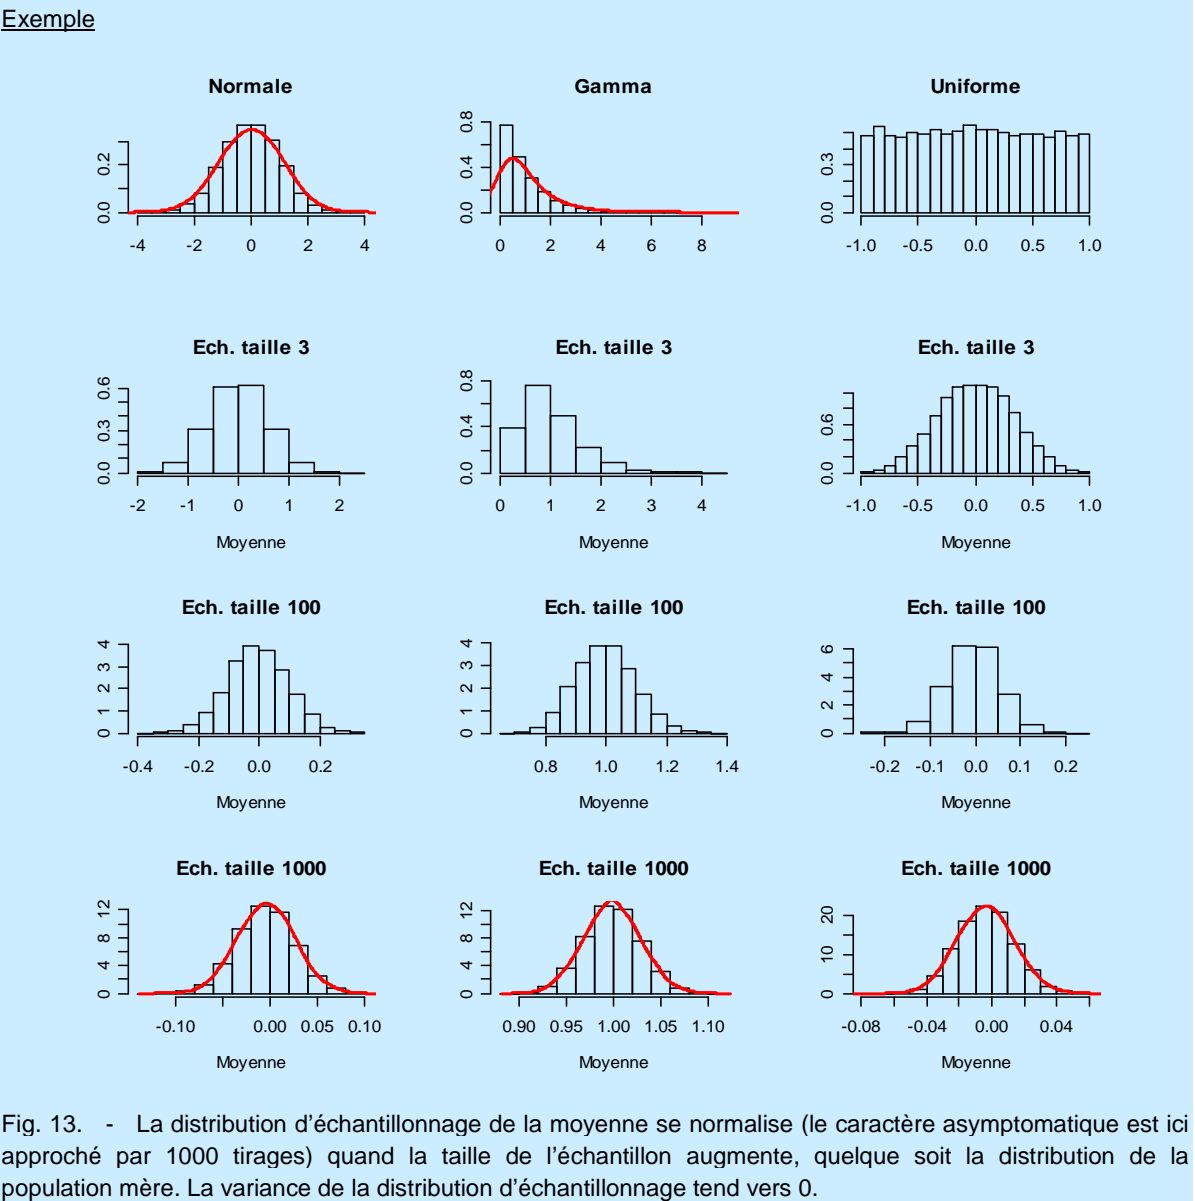 Exemple
Normale Gamma Uniforme
0.0 0.2
-4 -2 0 2 4
0.0 0.4 0.8
0 2 4 6 8
0.0 0.3
-1.0 -0.5 0.0 0.5 1.0
Ech. taille 3 Ech. taille 3 Ech. taille 3
0.0 0.3 0.6
-2 -1 0 1 2
0.0 0.4 0.8
0 1 2 3 4
0.0 0.6
-1.0 -0.5 0.0 0.5 1.0
Moyenne Moyenne Moyenne
Ech. taille 100 Ech. taille 100 Ech. taille 100
0 1 2 3 4
-0.4 -0.2 0.0 0.2
0 1 2 3 4
0.8 1.0 1.2 1.4
0 2 4 6
-0.2 -0.1 0.0 0.1 0.2
Moyenne Moyenne Moyenne
Ech. taille 1000 Ech. taille 1000 Ech. taille 1000
0 4 8 12
-0.10 0.00 0.05 0.10
0 4 8 12
0.90 0.95 1.00 1.05 1.10
0 10 20
-0.08 -0.04 0.00 0.04
Moyenne Moyenne Moyenne
Fig. 13. - La distribution d'échantillonnage de la moyenne se normalise (le caractère asymptomatique est ici
approché par 1000 tirages) quand la taille de l'échantillon augmente, quelque soit la distribution de la
population mère. La variance de la distribution d'échantillonnage tend vers 0.